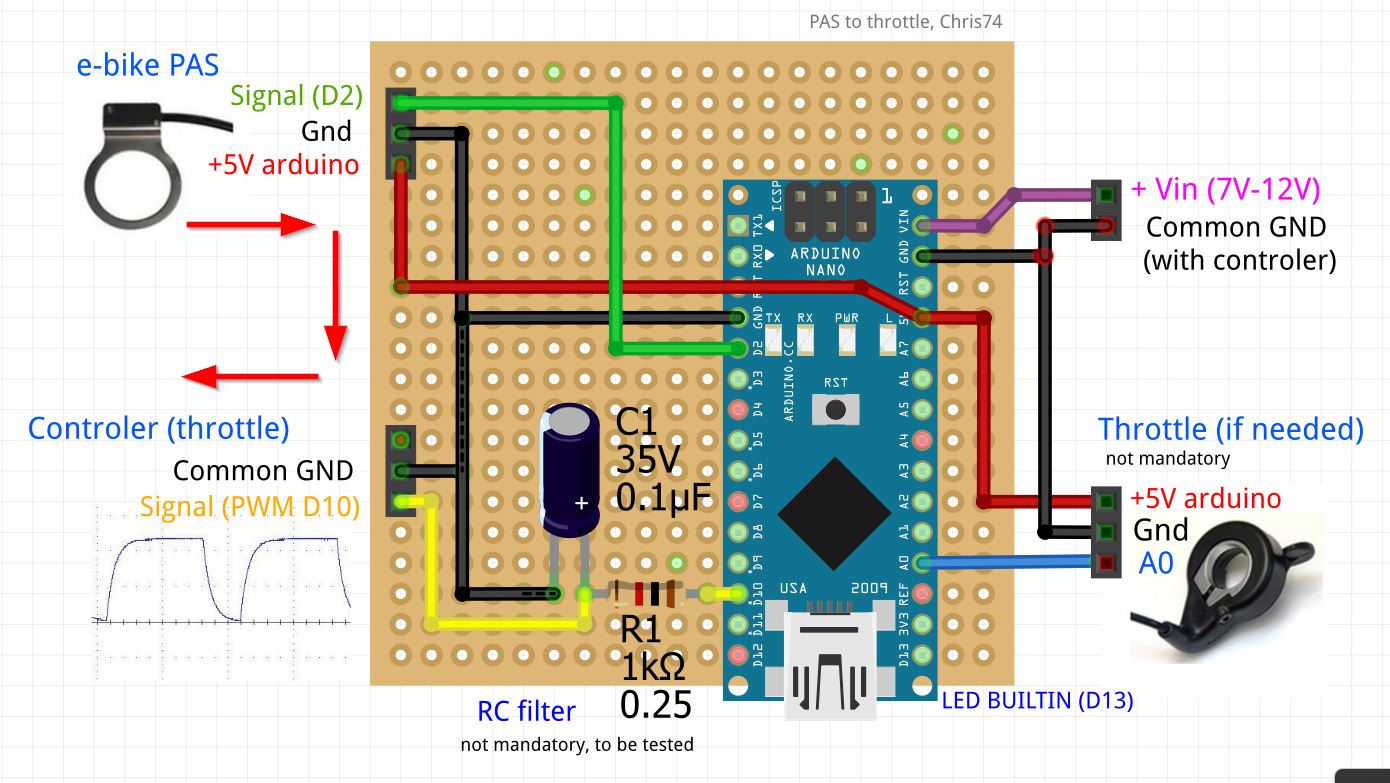 PAS to throttle, Chris74
e-bike PAS
Signal (D2)
Gnd
+5V arduino
Controler (throttle)
Common GND
Signal (PWM D10)
C1
35V
0.1µF
R1
1kΩ
0.25
RC filter
not mandatory, to be tested
ICSP
1
ARDUINO
NANO
TX1
RX0
GND
D2
D3
D4
D5
D6
D7
D8
D9
D10
D11
D12
TX
RX
PWR
L
ARDUINO.CC
RST
USA
2009
VIN
GND
RST
A7
A6
A5
A4
A3
A2
A1
A0
REF
3V3
D13
+ Vin (7V-12V)
Common GND
(with controler)
Throttle (if needed)
not mandatory
+5V arduino
Gnd
A0
LED BUILTIN (D13)